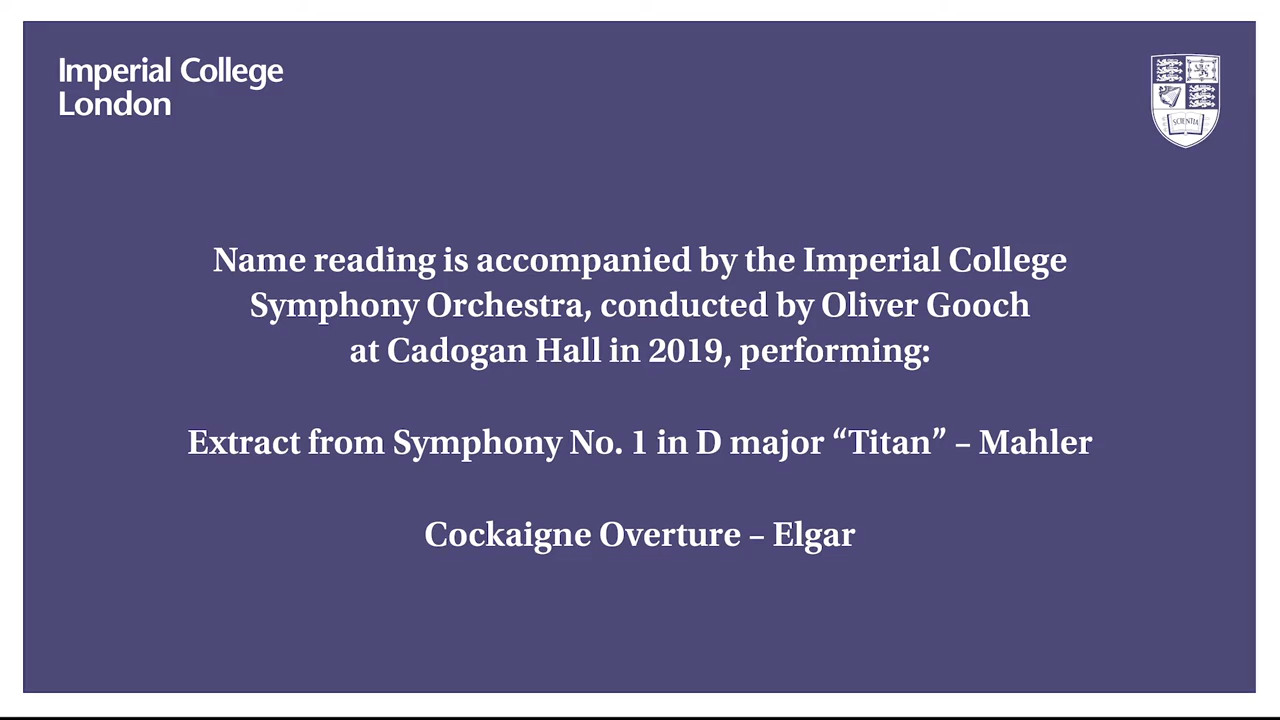 Imperial College
London
SCIENTIA
Name reading is accompanied by the Imperial College
Symphony Orchestra, conducted by Oliver Gooch
at Cadogan Hall in 2019, performing:
Extract from Symphony No. 1 in D major “Titan” – Mahler
Cockaigne Overture – Elgar